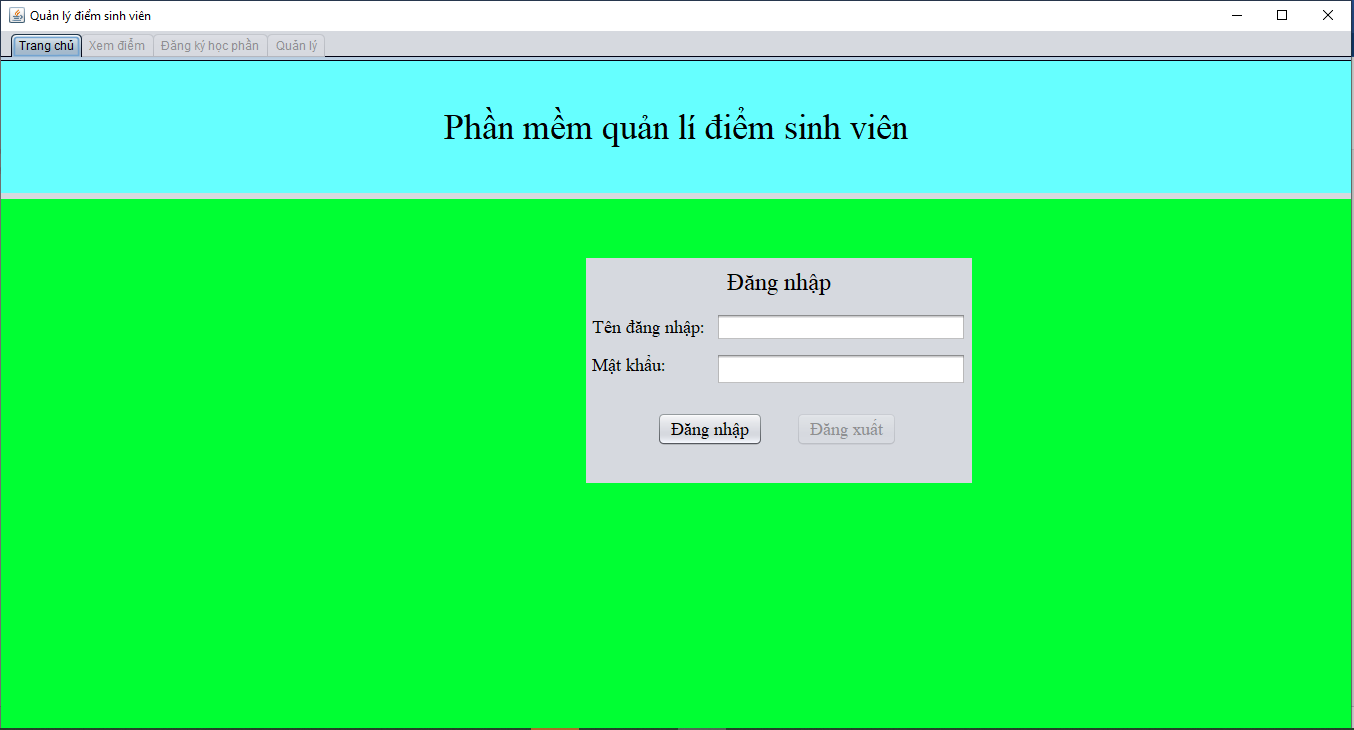 Quản lý điểm sinh viên
Trang chủ Xem điểm Đăng ký học phần Quản lý
Phần mềm quản lí điểm sinh viên
Đăng nhập
Tên đăng nhập:
Mật khẩu:
Đăng nhập Đăng xuất